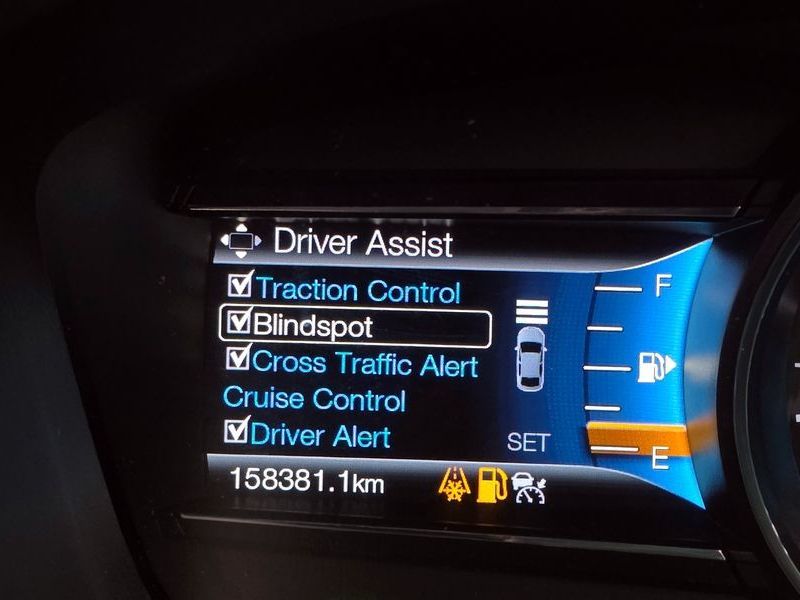 Driver Assist
Traction Control
Blindspot
Cross Traffic Alert
Cruise Control
Driver Alert
SET
F
E
158381.1km